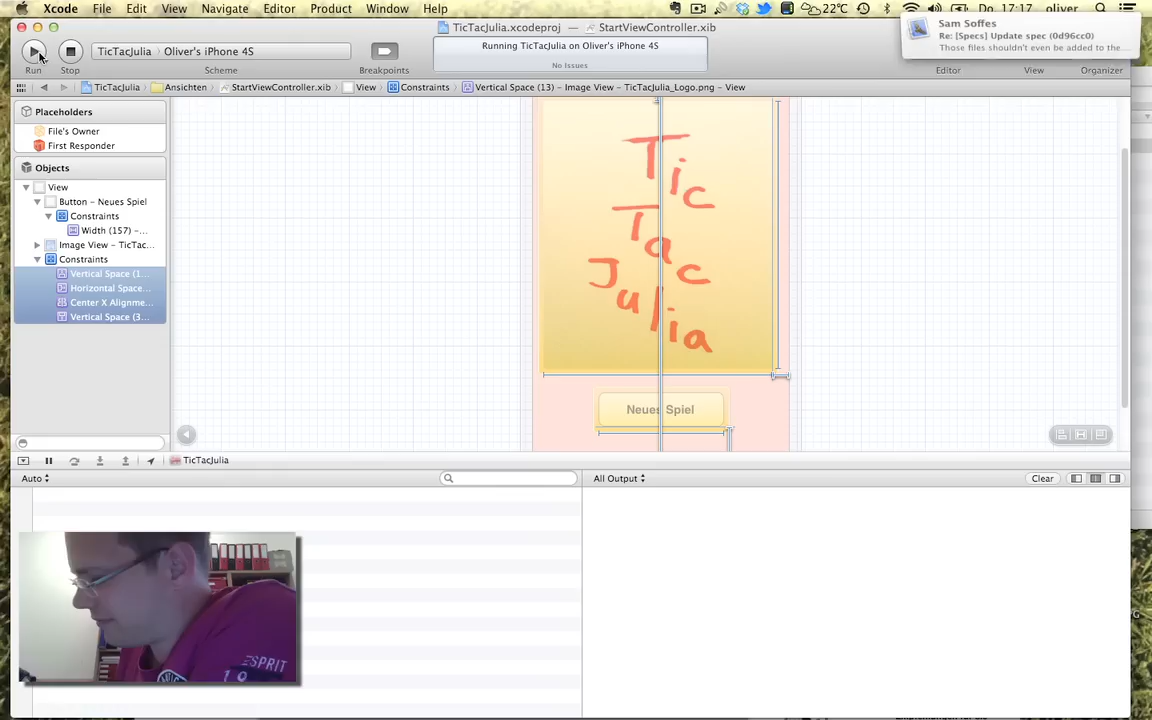 Xcode File Edit View Navigate Editor Product Window Help 22°C Do. 17:17 oliver
TicTacJulia.xcodeproj StartViewController.xib
Sam Soffes
Re: [Specs] Update spec (0d96cc0)
Those files shouldn't even be added to the...
TicTacJulia Oliver's iPhone 4S
Running TicTacJulia on Oliver's iPhone 4S
No Issues
Run Stop Scheme Breakpoints Editor View Organizer
TicTacJulia Ansichten StartViewController.xib View Constraints Vertical Space (13) – Image View – TicTacJulia_Logo.png – View
Placeholders
File's Owner
First Responder
Objects
View
Button – Neues Spiel
Constraints
Width (157) –...
Image View – TicTac...
Constraints
Vertical Space (1...
Horizontal Space...
Center X Alignme...
Vertical Space (3...
Tic
Tac
Julia
Neues Spiel
TicTacJulia
Auto All Output Clear
ESPRIT
19